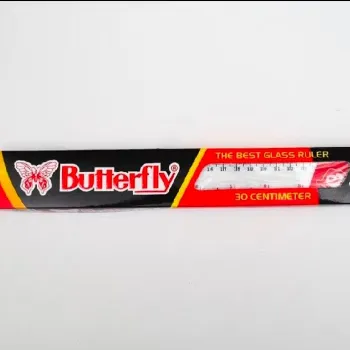 Butterfly®
THE BEST GLASS RULER
30 CENTIMETER